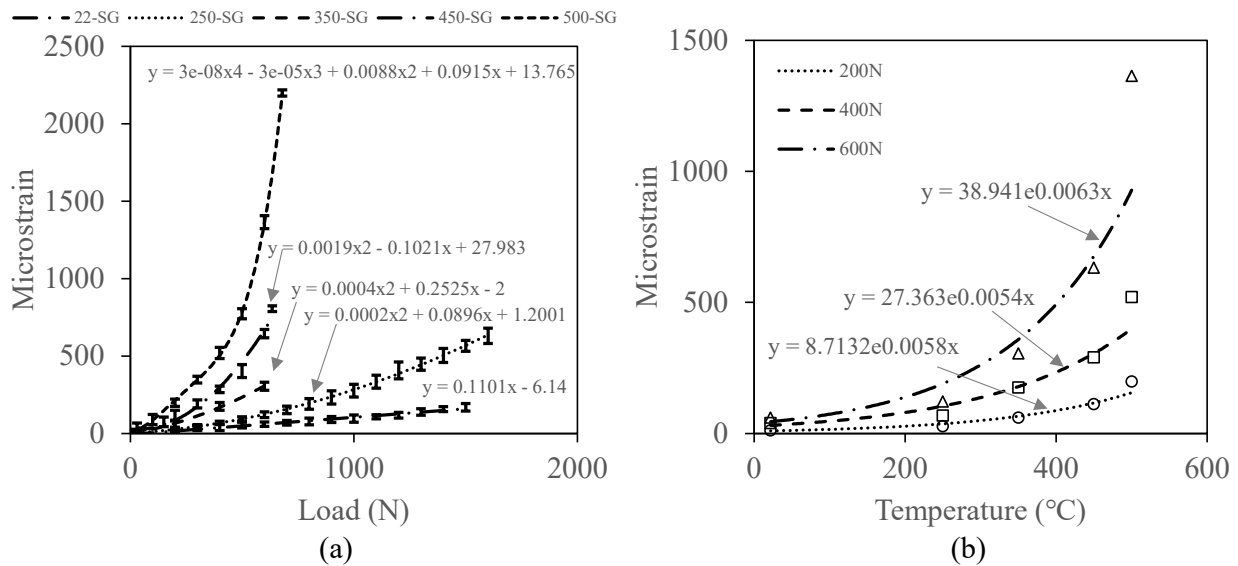 22-SG 250-SG 350-SG 450-SG 500-SG
2500
2000
1500
1000
500
0
0 1000 2000
Microstrain
Load (N)
y = 3e-08x4 - 3e-05x3 + 0.0088x2 + 0.0915x + 13.765
y = 0.0019x2 - 0.1021x + 27.983
y = 0.0004x2 + 0.2525x - 2
y = 0.0002x2 + 0.0896x + 1.2001
y = 0.1101x - 6.14
(a)
1500
1000
500
0
0 200 400 600
Microstrain
Temperature (°C)
200N
400N
600N
y = 38.941e0.0063x
y = 27.363e0.0054x
y = 8.7132e0.0058x
(b)